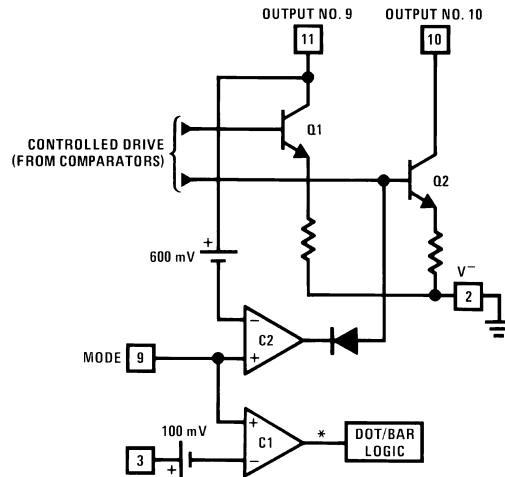 OUTPUT NO. 9
OUTPUT NO. 10
11
10
Q1
CONTROLLED DRIVE
(FROM COMPARATORS)
Q2
+
600 mV
V−
2
−
C2
+
MODE
9
100 mV
+
C1
*
DOT/BAR
LOGIC
3
+
−